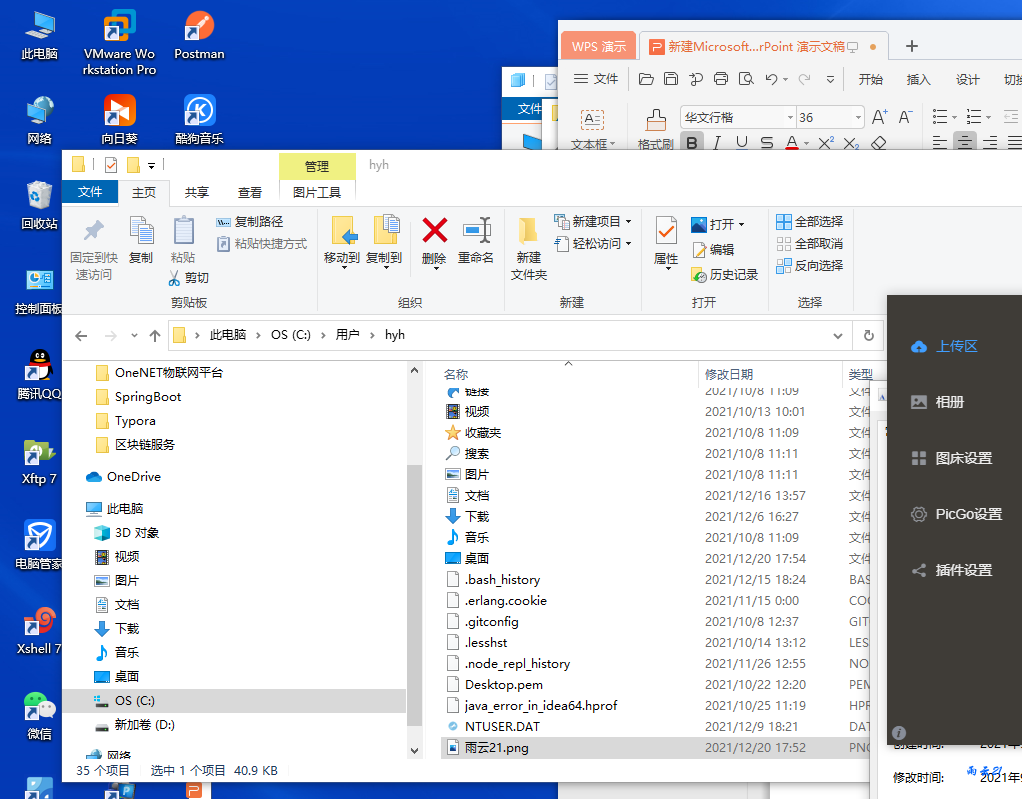 此电脑
VMware Wo
rkstation Pro
Postman
网络
向日葵
酷狗音乐
回收站
控制面板
腾讯QQ
Xftp 7
电脑管家
Xshell 7
微信
WPS 演示
新建Microsoft...rPoint 演示文稿
文件
开始
插入
设计
切换
文件
A
华文行楷
36
A+
A-
文本框
格式刷
B I U S A X² X₂
管理
hyh
文件
主页
共享
查看
图片工具
固定到快
速访问
复制
粘贴
复制路径
粘贴快捷方式
剪切
移动到
复制到
删除
重命名
新建
文件夹
新建项目
轻松访问
属性
打开
编辑
历史记录
全部选择
全部取消
反向选择
剪贴板
组织
新建
打开
选择
此电脑 > OS (C:) > 用户 > hyh
OneNET物联网平台
SpringBoot
Typora
区块链服务
OneDrive
此电脑
3D 对象
视频
图片
文档
下载
音乐
桌面
OS (C:)
新加卷 (D:)
网络
名称 修改日期 类型
链接 2021/10/8 11:09 文件
视频 2021/10/13 10:01 文件
收藏夹 2021/10/8 11:09 文件
搜索 2021/10/8 11:11 文件
图片 2021/10/8 11:11 文件
文档 2021/12/16 13:57 文件
下载 2021/12/6 16:27 文件
音乐 2021/10/8 11:09 文件
桌面 2021/12/20 17:54 文件
.bash_history 2021/12/15 18:24 BAS
.erlang.cookie 2021/11/15 0:00 COO
.gitconfig 2021/10/8 12:37 GIT
.lesshst 2021/10/14 13:12 LES
.node_repl_history 2021/11/26 12:55 NO
Desktop.pem 2021/10/22 12:20 PEM
java_error_in_idea64.hprof 2021/10/25 11:19 HPR
NTUSER.DAT 2021/12/9 18:21 DAT
雨云21.png 2021/12/20 17:52 PNG
35 个项目 选中 1 个项目 40.9 KB
上传区
相册
图床设置
PicGo设置
插件设置
创建时间: 2021年
修改时间: 2021年9